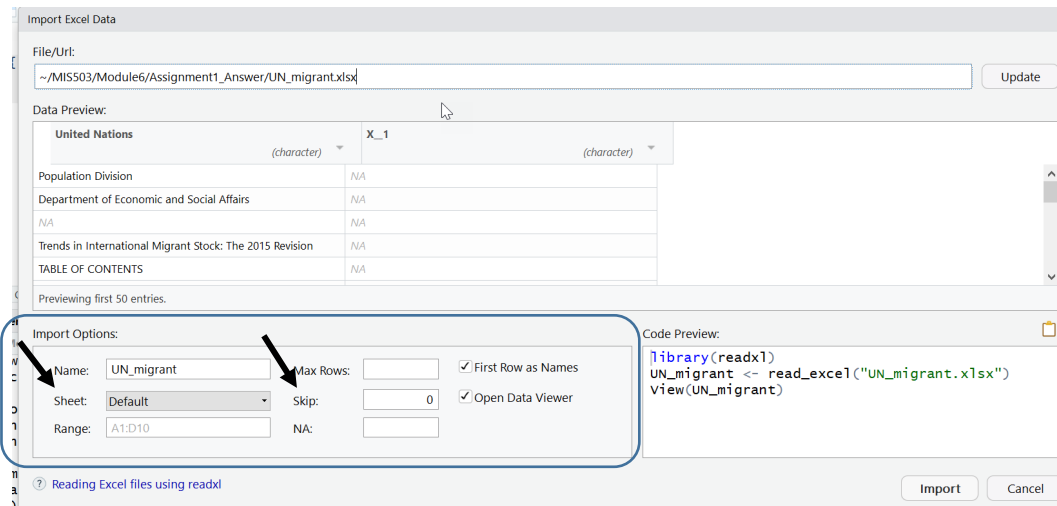 Import Excel Data
File/Url:
~/MIS503/Module6/Assignment1_Answer/UN_migrant.xlsx
Update
Data Preview:
United Nations
(character)
X__1
(character)
Population Division NA
Department of Economic and Social Affairs NA
NA NA
Trends in International Migrant Stock: The 2015 Revision NA
TABLE OF CONTENTS NA
Previewing first 50 entries.
Import Options:
Name: UN_migrant
Max Rows:
First Row as Names
Sheet: Default
Skip: 0
Open Data Viewer
Range: A1:D10
NA:
Code Preview:
library(readxl)
UN_migrant <- read_excel("UN_migrant.xlsx")
View(UN_migrant)
? Reading Excel files using readxl
Import
Cancel